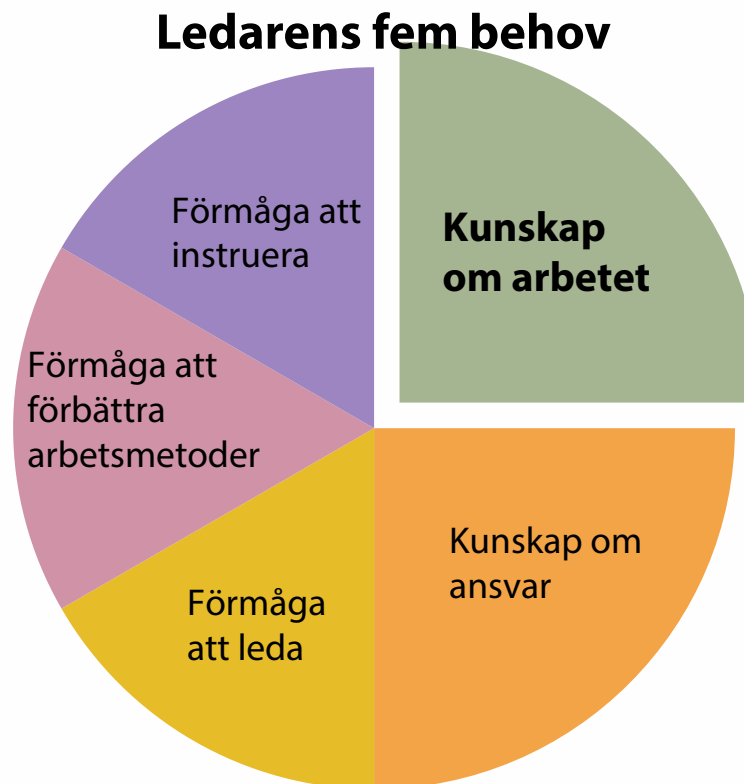 Ledarens fem behov
Kunskap
om arbetet
Kunskap om
ansvar
Förmåga
att leda
Förmåga att
förbättra
arbetsmetoder
Förmåga att
instruera